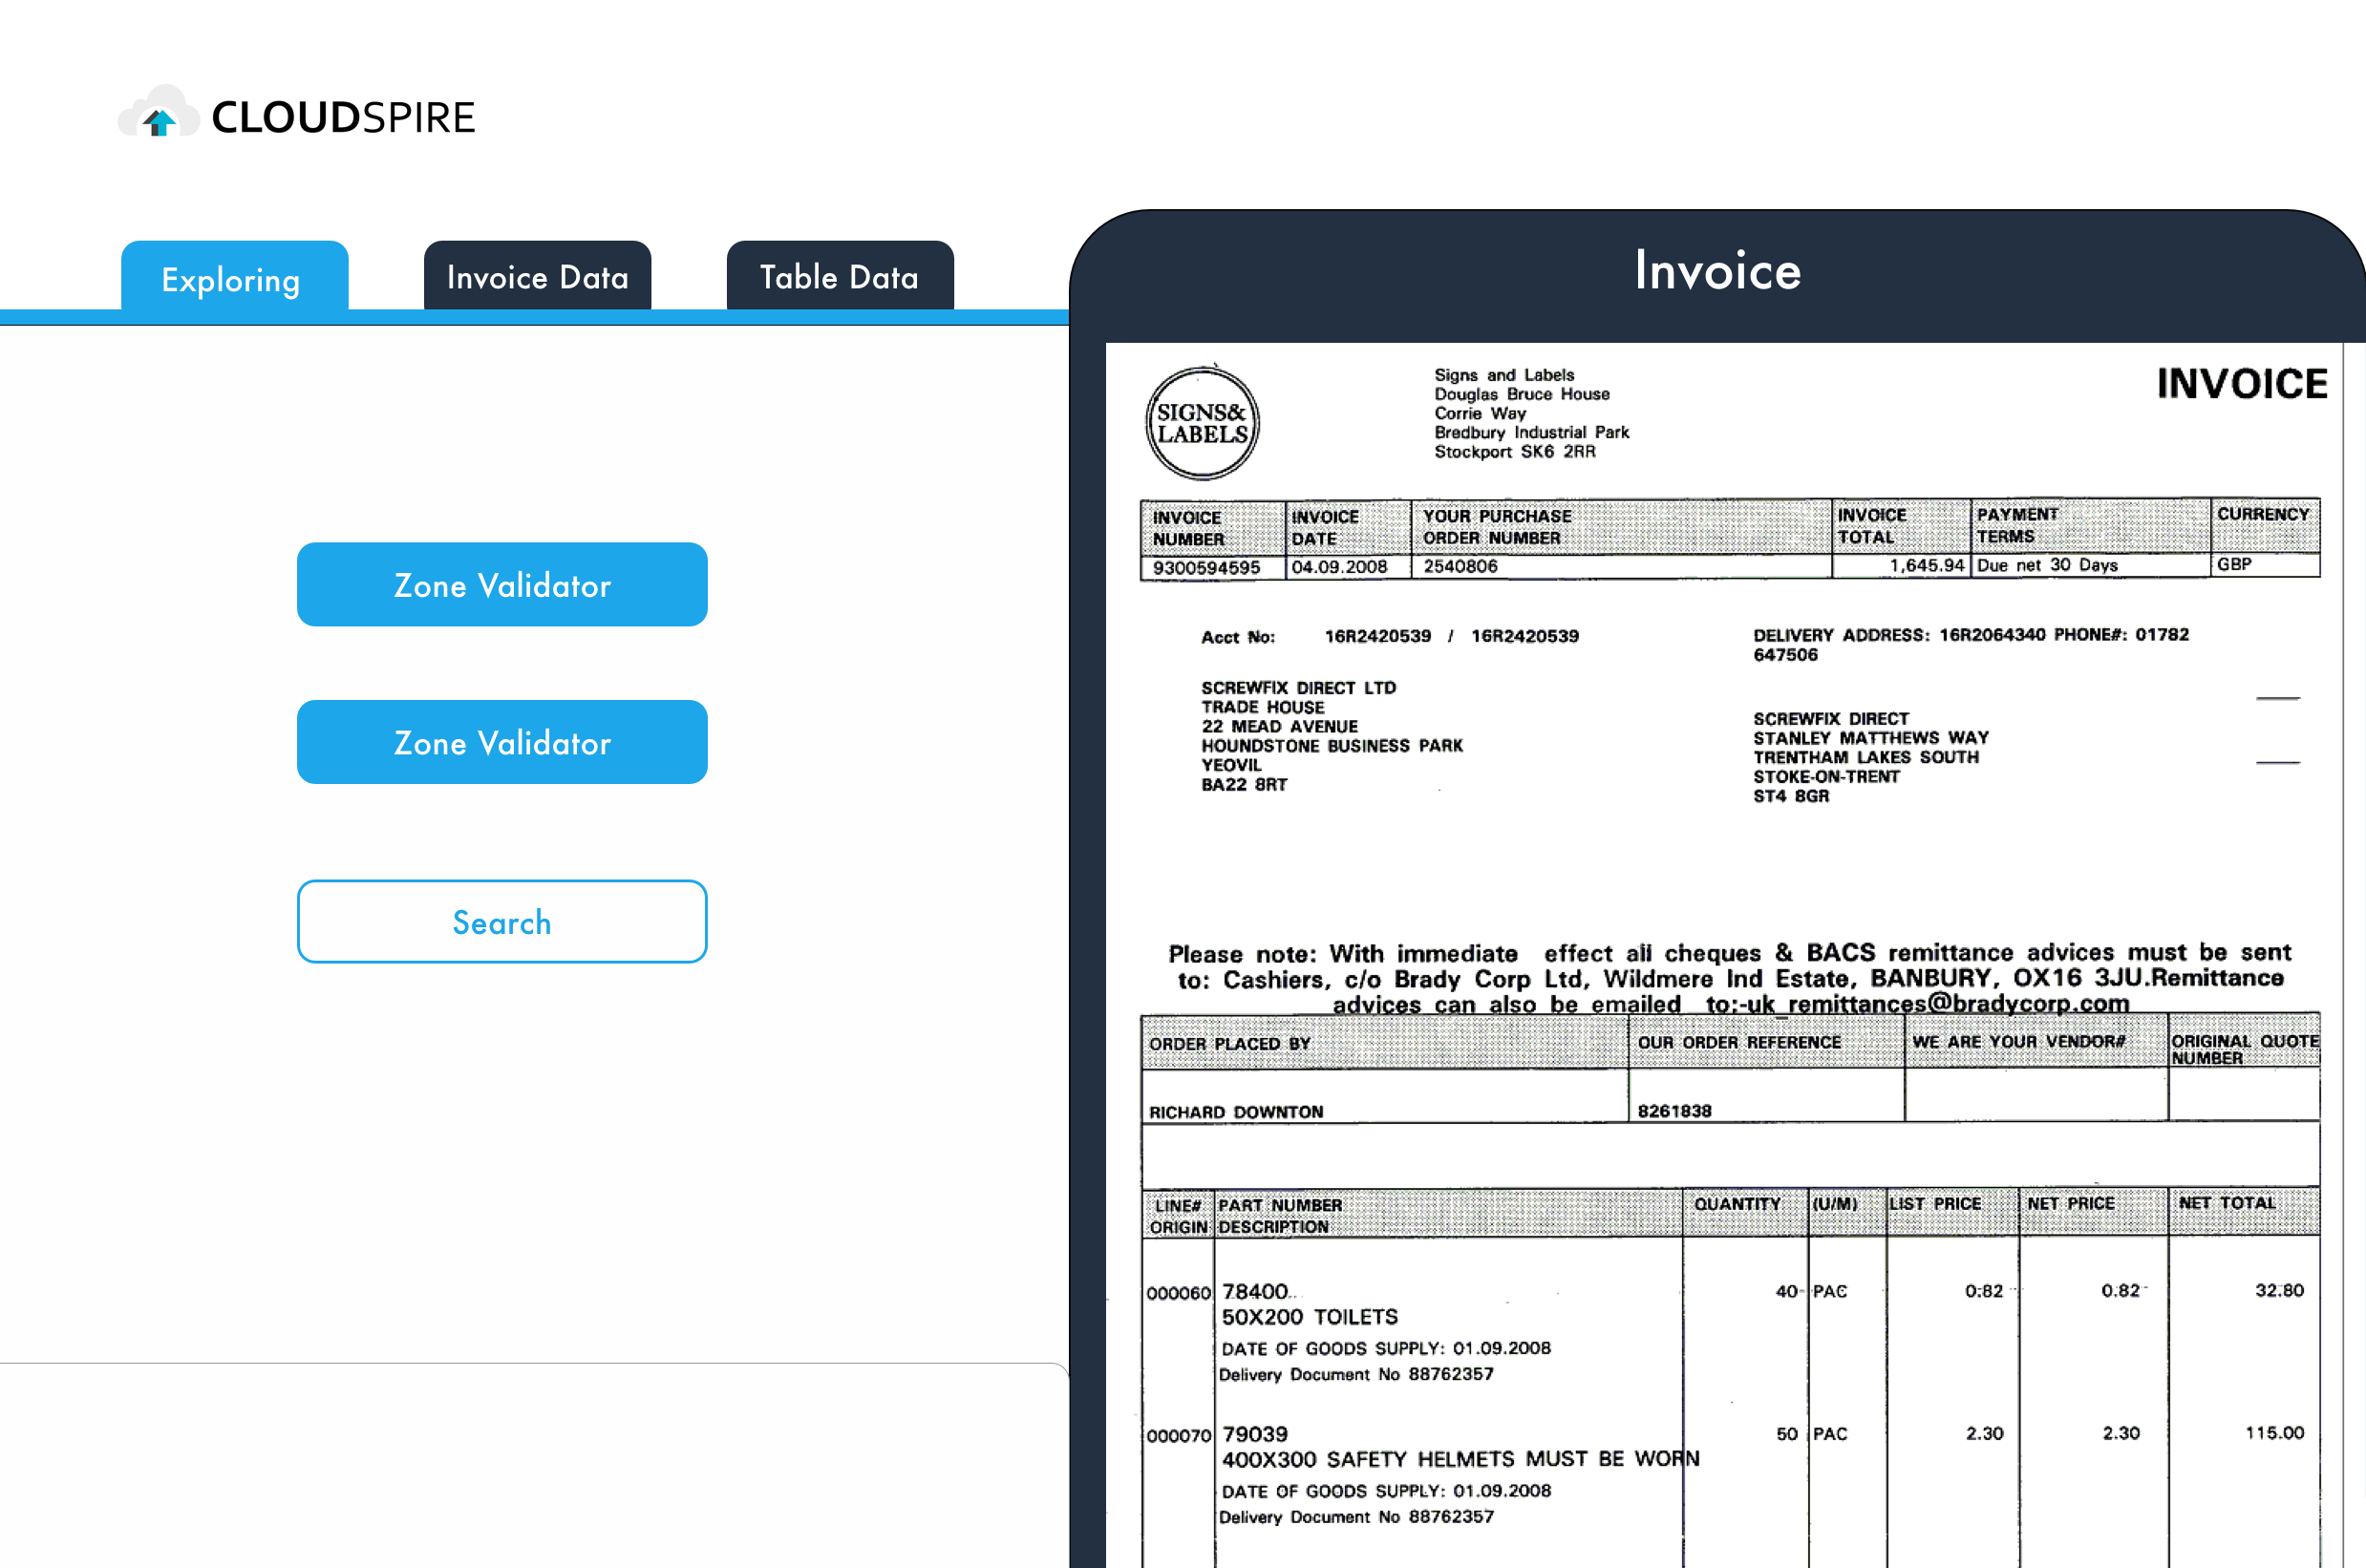 CLOUDSPIRE
Exploring
Invoice Data
Table Data
Zone Validator
Zone Validator
Search
Invoice
SIGNS&
LABELS
Signs and Labels
Douglas Bruce House
Corrie Way
Bredbury Industrial Park
Stockport SK6 2RR
INVOICE
INVOICE NUMBER
INVOICE DATE
YOUR PURCHASE ORDER NUMBER
INVOICE TOTAL
PAYMENT TERMS
CURRENCY
9300594595 04.09.2008 2540806 1,645.94 Due net 30 Days GBP
Acct No: 16R2420539 / 16R2420539
SCREWFIX DIRECT LTD
TRADE HOUSE
22 MEAD AVENUE
HOUNDSTONE BUSINESS PARK
YEOVIL
BA22 8RT
DELIVERY ADDRESS: 16R2064340 PHONE#: 01782
647506
SCREWFIX DIRECT
STANLEY MATTHEWS WAY
TRENTHAM LAKES SOUTH
STOKE-ON-TRENT
ST4 8GR
Please note: With immediate effect all cheques & BACS remittance advices must be sent
to: Cashiers, c/o Brady Corp Ltd, Wildmere Ind Estate, BANBURY, OX16 3JU.Remittance
advices can also be emailed to:-uk_remittances@bradycorp.com
ORDER PLACED BY
OUR ORDER REFERENCE
WE ARE YOUR VENDOR#
ORIGINAL QUOTE NUMBER
RICHARD DOWNTON 8261838
LINE# ORIGIN
PART NUMBER DESCRIPTION
QUANTITY (U/M) LIST PRICE NET PRICE NET TOTAL
000060 78400 40 PAC 0.82 0.82 32.80
50X200 TOILETS
DATE OF GOODS SUPPLY: 01.09.2008
Delivery Document No 88762357
000070 79039 50 PAC 2.30 2.30 115.00
400X300 SAFETY HELMETS MUST BE WORN
DATE OF GOODS SUPPLY: 01.09.2008
Delivery Document No 88762357